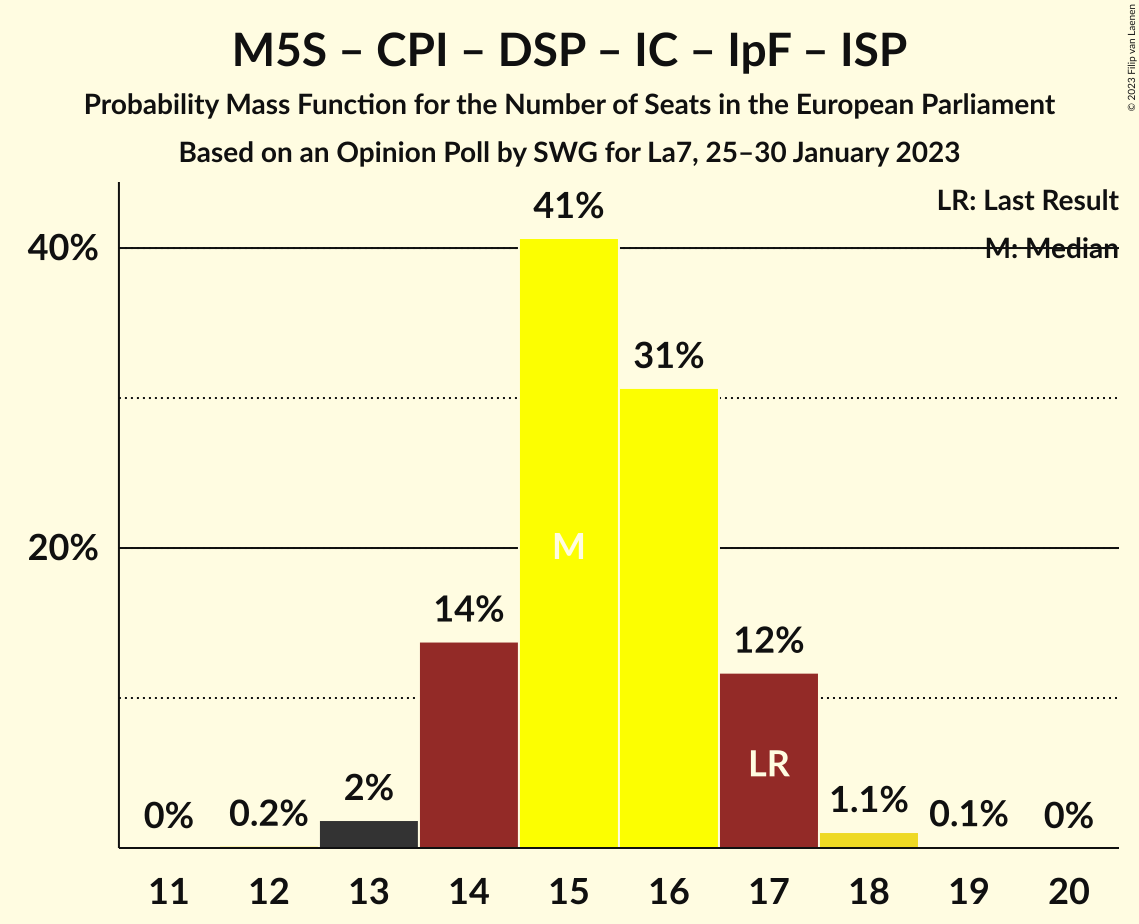 M5S – CPI – DSP – IC – IpF – ISP
Probability Mass Function for the Number of Seats in the European Parliament
Based on an Opinion Poll by SWG for La7, 25–30 January 2023
© 2023 Filip van Laenen
LR: Last Result
M: Median
40%
20%
0%
0.2%
2%
14%
41%
31%
12%
1.1%
0.1%
0%
M
LR
11 12 13 14 15 16 17 18 19 20